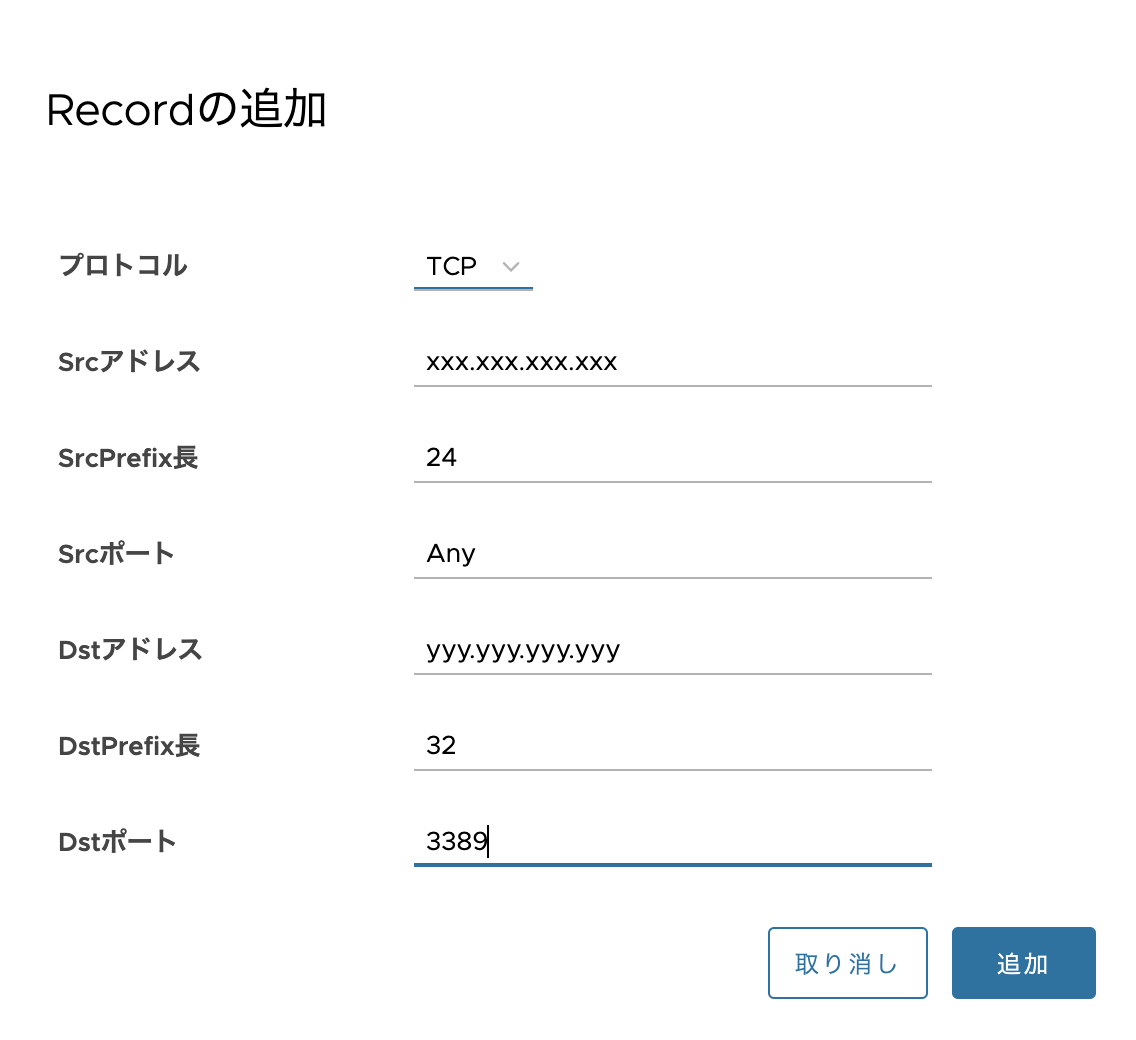 Recordの追加
プロトコル TCP
Srcアドレス xxx.xxx.xxx.xxx
SrcPrefix長 24
Srcポート Any
Dstアドレス yyy.yyy.yyy.yyy
DstPrefix長 32
Dstポート 3389
取り消し 追加